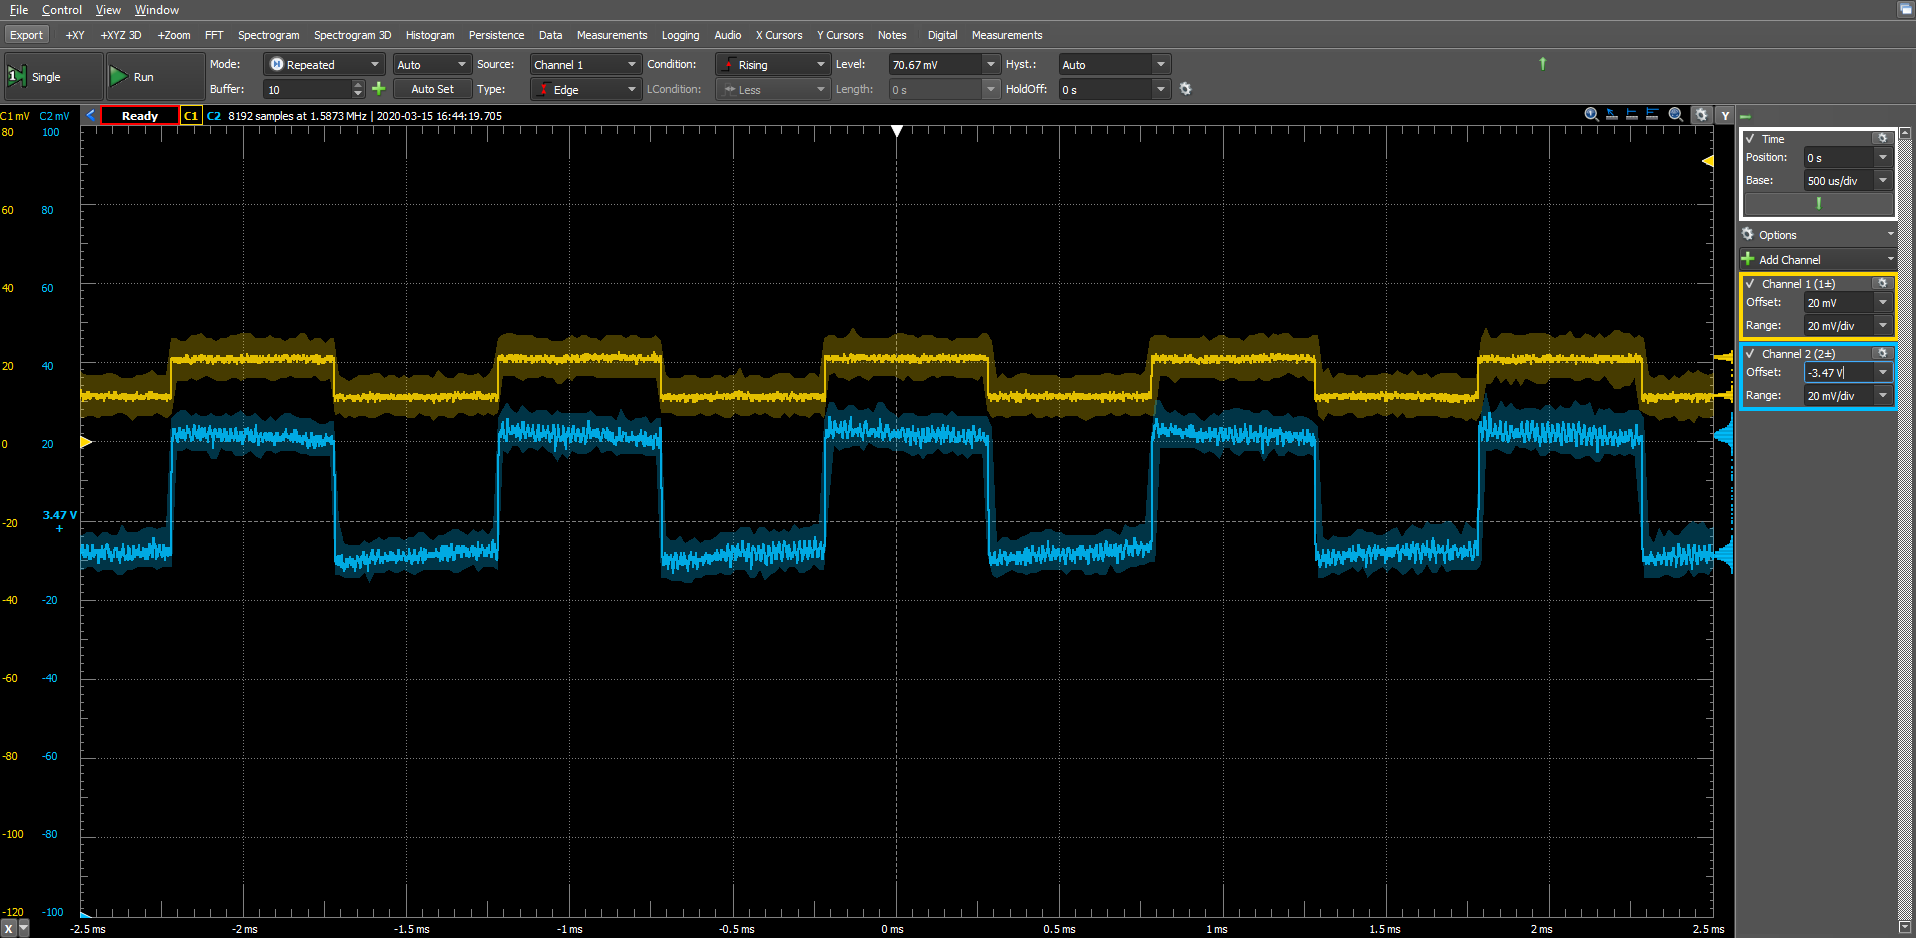 File Control View Window
Export +XY +XYZ 3D +Zoom FFT Spectrogram Spectrogram 3D Histogram Persistence Data Measurements Logging Audio X Cursors Y Cursors Notes Digital Measurements
1 Single Run Mode: Repeated Auto Source: Channel 1 Condition: Rising Level: 70.67 mV Hyst.: Auto
Buffer: 10 Auto Set Type: Edge LCondition: Less Length: 0 s HoldOff: 0 s
C1 mV C2 mV Ready C1 C2 8192 samples at 1.5873 MHz | 2020-03-15 16:44:19.705 Y
80 100
60 80
40 60
20 40
0 20
3.47 V
+
-20
-40 -20
-60 -40
-80 -60
-100 -80
-120 -100
X -2.5 ms -2 ms -1.5 ms -1 ms -0.5 ms 0 ms 0.5 ms 1 ms 1.5 ms 2 ms 2.5 ms
Time
Position: 0 s
Base: 500 us/div
Options
Add Channel
Channel 1 (1±)
Offset: 20 mV
Range: 20 mV/div
Channel 2 (2±)
Offset: -3.47 V
Range: 20 mV/div